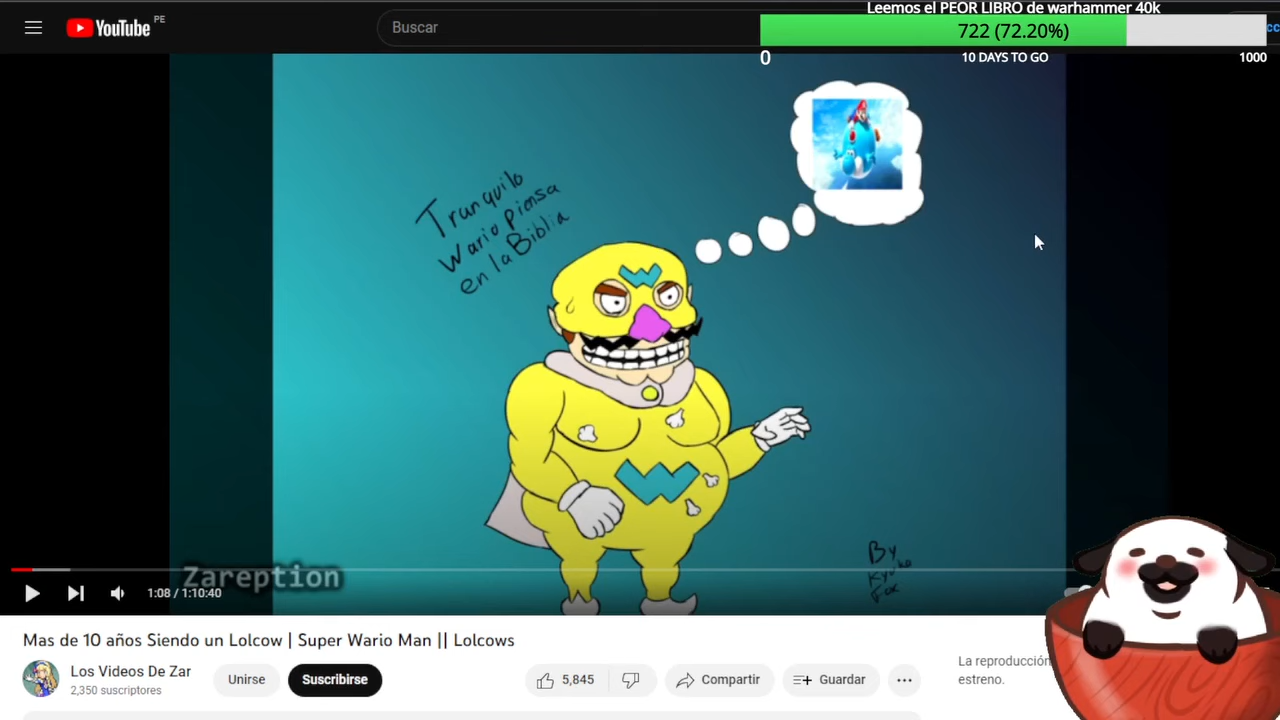 YouTube PE
Buscar
Leemos el PEOR LIBRO de warhammer 40k
722 (72.20%)
0
10 DAYS TO GO
1000
Tranquilo
Wario piensa
en la Biblia
By
Kyubo
Fox
Zareption
1:08 / 1:10:40
Mas de 10 años Siendo un Lolcow | Super Wario Man || Lolcows
Los Videos De Zar
2,350 suscriptores
Unirse
Suscribirse
5,845
Compartir
Guardar
La reproducción
estreno.